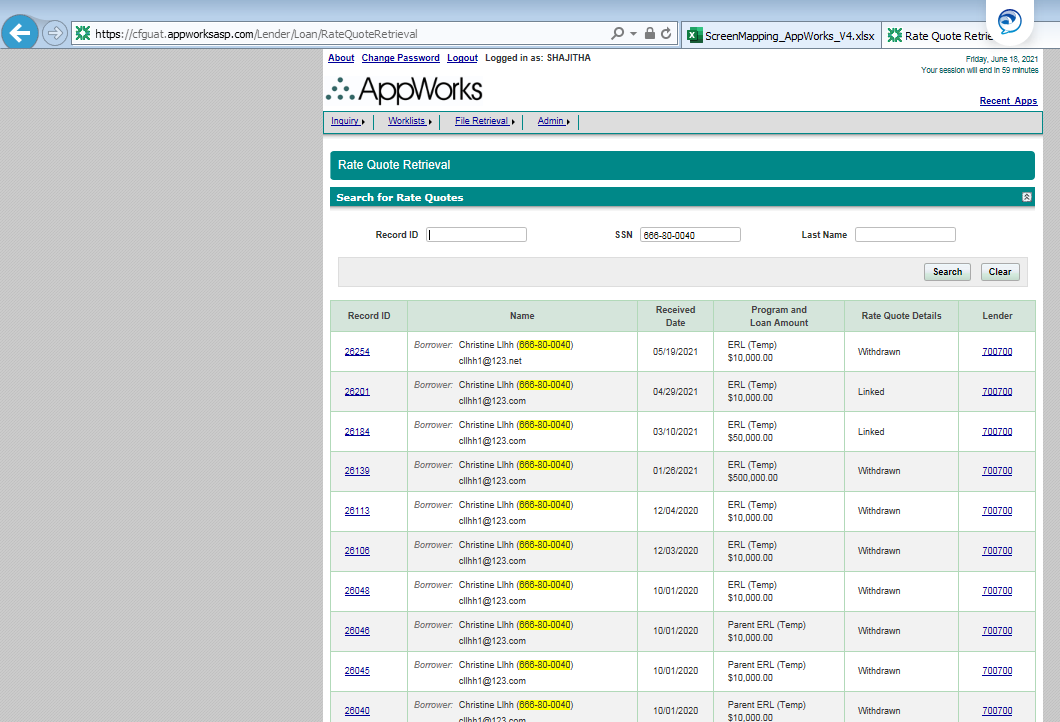 https://cfguat.appworksasp.com/Lender/Loan/RateQuoteRetrieval
ScreenMapping_AppWorks_V4.xlsx
Rate Quote Retrie
About Change Password Logout Logged in as: SHAJITHA
Friday, June 18, 2021
Your session will end in 59 minutes
AppWorks
Recent Apps
Inquiry Worklists File Retrieval Admin
Rate Quote Retrieval
Search for Rate Quotes
Record ID SSN 666-80-0040 Last Name
Search Clear
Record ID Name Received Date Program and Loan Amount Rate Quote Details Lender
26254 Borrower: Christine Llhh (666-80-0040) cllhh1@123.net 05/19/2021 ERL (Temp) $10,000.00 Withdrawn 700700
26201 Borrower: Christine Llhh (666-80-0040) cllhh1@123.com 04/29/2021 ERL (Temp) $10,000.00 Linked 700700
26184 Borrower: Christine Llhh (666-80-0040) cllhh1@123.com 03/10/2021 ERL (Temp) $50,000.00 Linked 700700
26139 Borrower: Christine Llhh (666-80-0040) cllhh1@123.com 01/26/2021 ERL (Temp) $500,000.00 Withdrawn 700700
26113 Borrower: Christine Llhh (666-80-0040) cllhh1@123.com 12/04/2020 ERL (Temp) $10,000.00 Withdrawn 700700
26106 Borrower: Christine Llhh (666-80-0040) cllhh1@123.com 12/03/2020 ERL (Temp) $10,000.00 Withdrawn 700700
26048 Borrower: Christine Llhh (666-80-0040) cllhh1@123.com 10/01/2020 ERL (Temp) $10,000.00 Withdrawn 700700
26046 Borrower: Christine Llhh (666-80-0040) cllhh1@123.com 10/01/2020 Parent ERL (Temp) $10,000.00 Withdrawn 700700
26045 Borrower: Christine Llhh (666-80-0040) cllhh1@123.com 10/01/2020 Parent ERL (Temp) $10,000.00 Withdrawn 700700
26040 Borrower: Christine Llhh (666-80-0040) cllhh1@123.com 10/01/2020 Parent ERL (Temp) $10,000.00 Withdrawn 700700